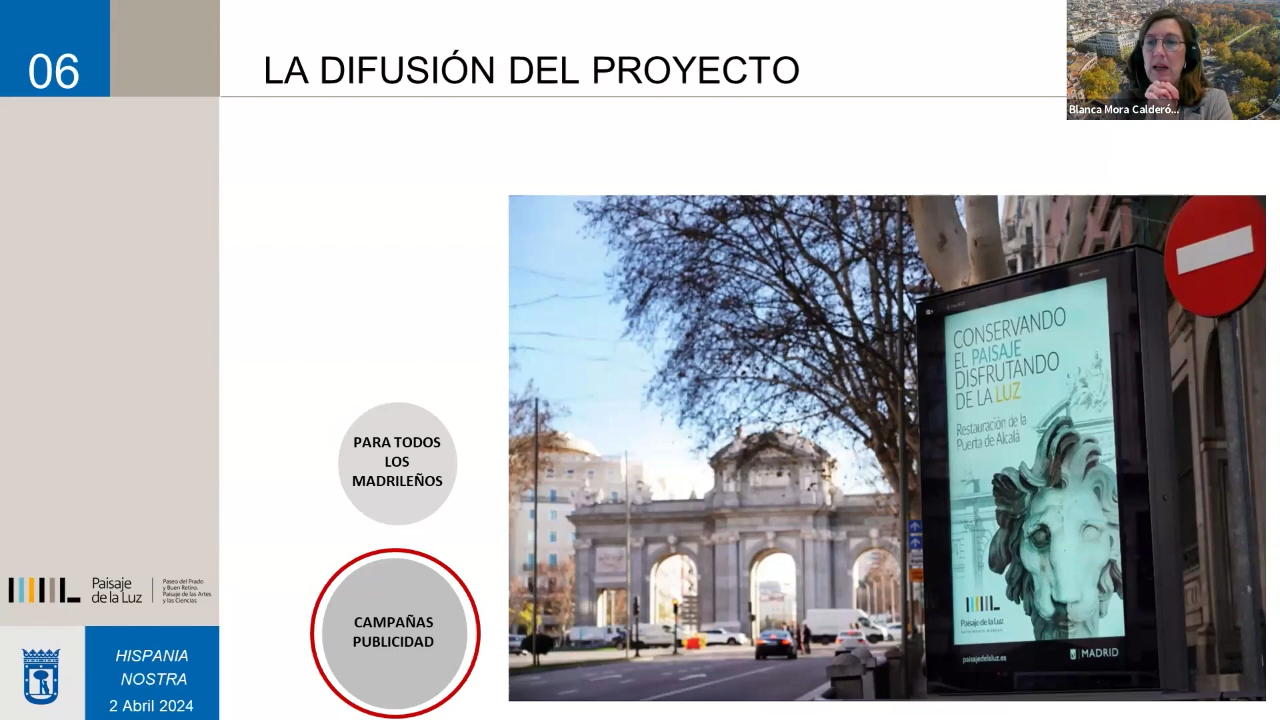 06
LA DIFUSIÓN DEL PROYECTO
Blanca Mora Calderó...
PARA TODOS
LOS
MADRILEÑOS
CAMPAÑAS
PUBLICIDAD
CONSERVANDO
EL PAISAJE
DISFRUTANDO
DE LA LUZ
Restauración de la
Puerta de Alcalá
Paisaje de la Luz
paisajedelaluz.es
MADRID
Paisaje
de la Luz
Paseo del Prado
y Buen Retiro.
Paisaje de las Artes
y las Ciencias
HISPANIA
NOSTRA
2 Abril 2024